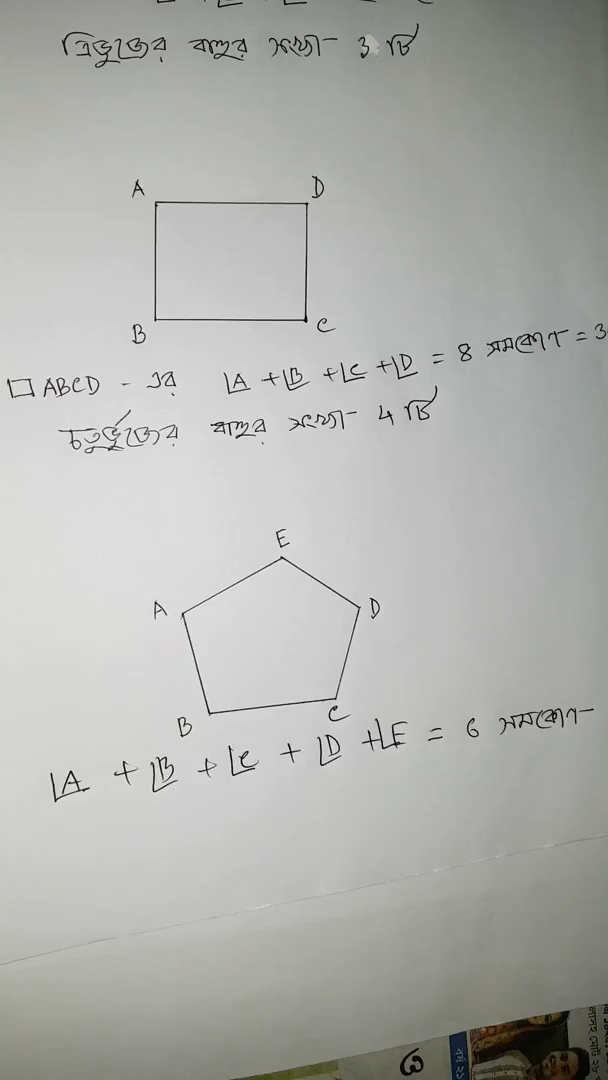 ত্রিভুজের বাহুর সংখ্যা 3 টি
A D
B C
□ ABCD - এর ∠A + ∠B + ∠C + ∠D = 8 সমকোণ = 3
চতুর্ভুজের বাহুর সংখ্যা 4 টি
E
A D
B C
∠A + ∠B + ∠C + ∠D + ∠E = 6 সমকোণ